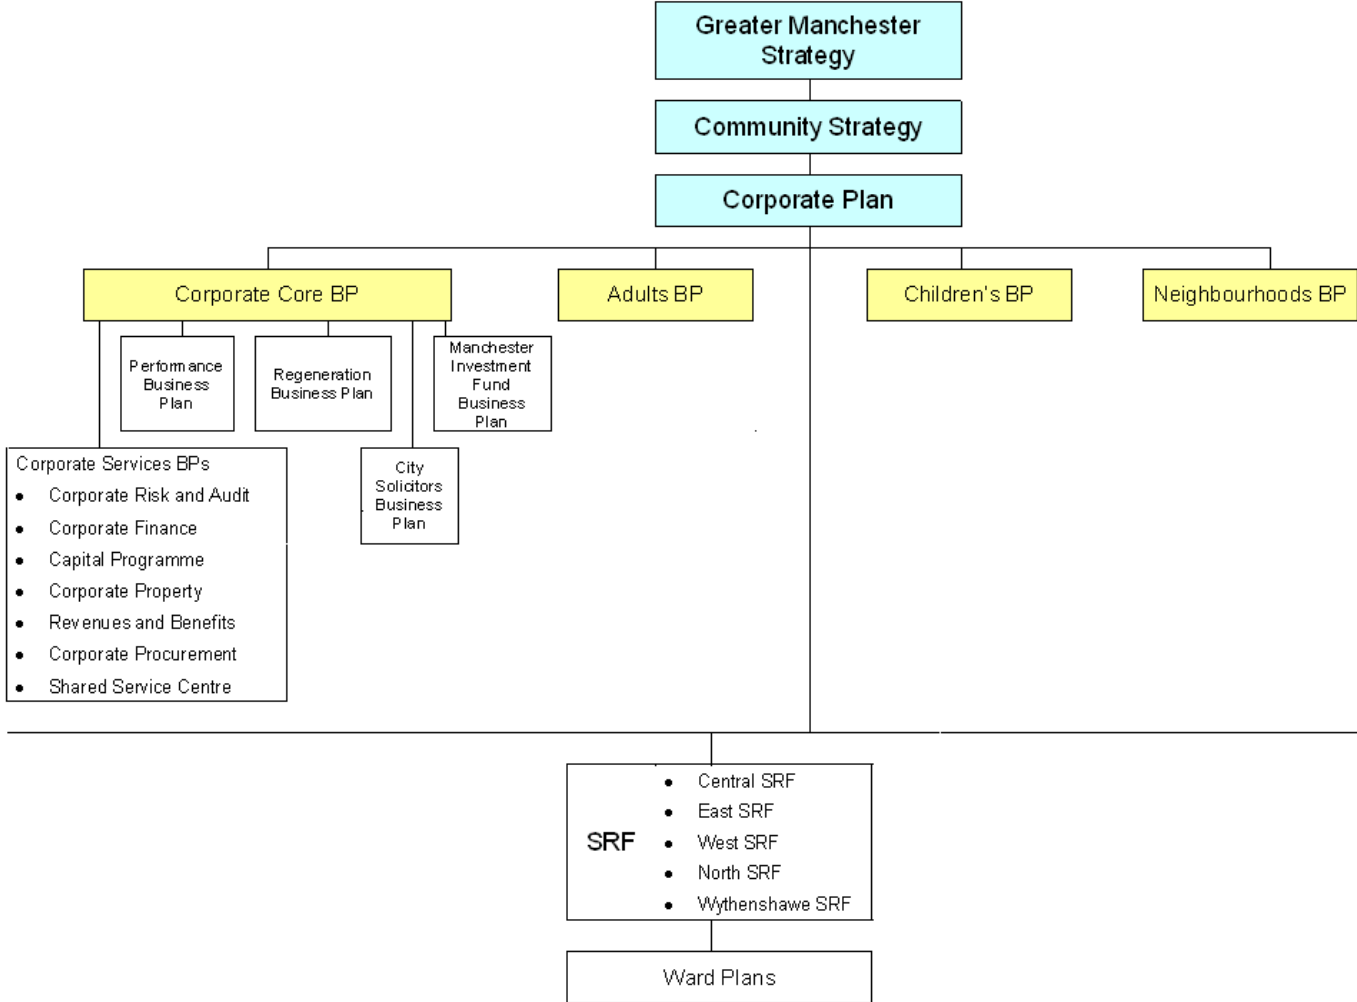 Greater Manchester
Strategy
Community Strategy
Corporate Plan
Corporate Core BP
Adults BP
Children's BP
Neighbourhoods BP
Performance
Business
Plan
Regeneration
Business Plan
Manchester
Investment
Fund
Business
Plan
Corporate Services BPs
• Corporate Risk and Audit
• Corporate Finance
• Capital Programme
• Corporate Property
• Revenues and Benefits
• Corporate Procurement
• Shared Service Centre
City
Solicitors
Business
Plan
SRF
• Central SRF
• East SRF
• West SRF
• North SRF
• Wythenshawe SRF
Ward Plans